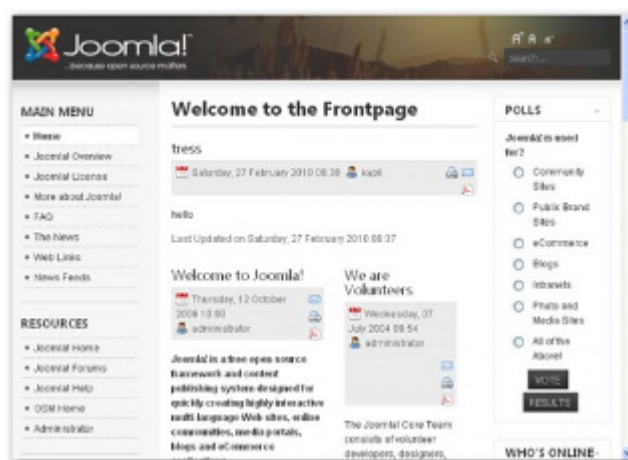 Joomla!
...because open source matters
A A A
search...
MAIN MENU
Home
Joomla! Overview
Joomla! License
More about Joomla!
FAQ
The News
Web Links
News Feeds
RESOURCES
Joomla! Home
Joomla! Forums
Joomla! Help
OSM Home
Administrator
Welcome to the Frontpage
tress
Saturday, 27 February 2010 08:30 kapil
hello
Last Updated on Saturday, 27 February 2010 08:37
Welcome to Joomla!
Thursday, 12 October
2006 10:00
administrator
Joomla! is a free open source
framework and content
publishing system designed for
quickly creating highly interactive
multi-language Web sites, online
communities, media portals,
blogs and eCommerce
We are
Volunteers
Wednesday, 07
July 2004 09:54
administrator
The Joomla! Core Team
consists of volunteer
developers, designers,
POLLS
Joomla! is used
for?
Community
Sites
Public Brand
Sites
eCommerce
Blogs
Intranets
Photo and
Media Sites
All of the
Above!
VOTE
RESULTS
WHO'S ONLINE